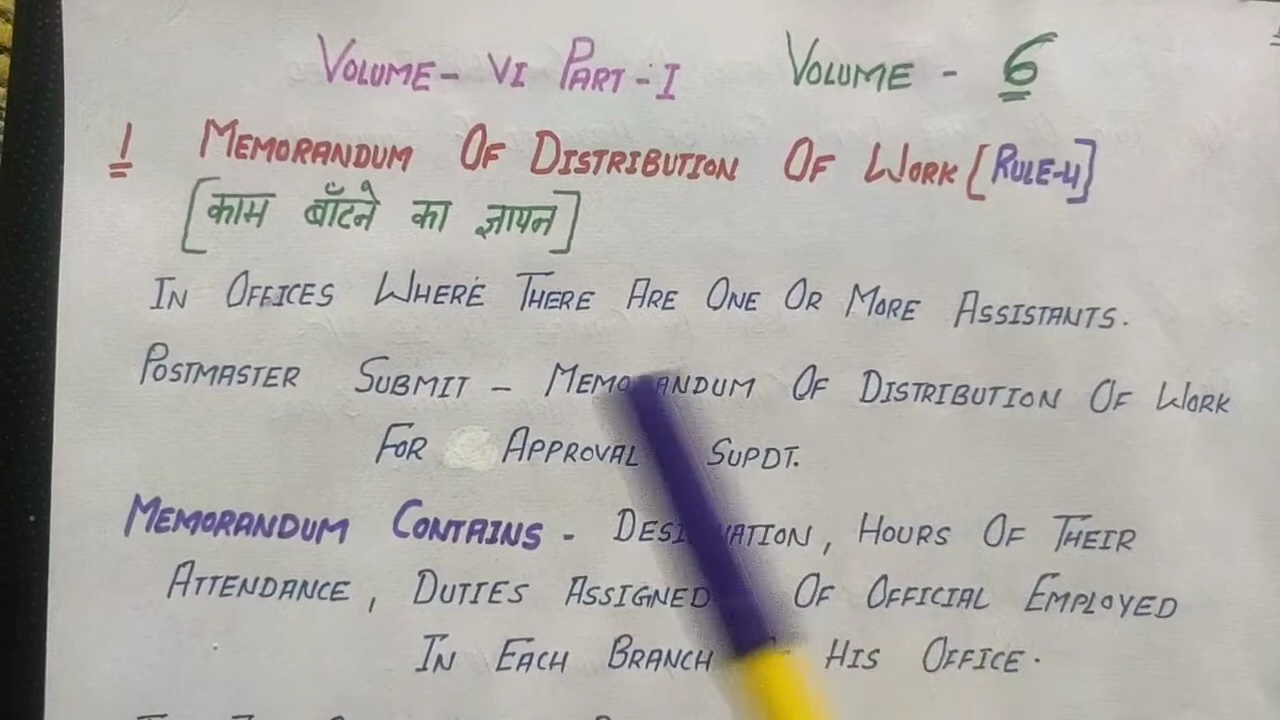 VOLUME- VI PART-I VOLUME - 6
1 MEMORANDUM OF DISTRIBUTION OF WORK [RULE-4]
[काम बाँटने का ज्ञापन]
IN OFFICES WHERE THERE ARE ONE OR MORE ASSISTANTS.
POSTMASTER SUBMIT - MEMORANDUM OF DISTRIBUTION OF WORK
FOR APPROVAL SUPDT.
MEMORANDUM CONTAINS - DESIGNATION, HOURS OF THEIR
ATTENDANCE, DUTIES ASSIGNED OF OFFICIAL EMPLOYED
IN EACH BRANCH HIS OFFICE.